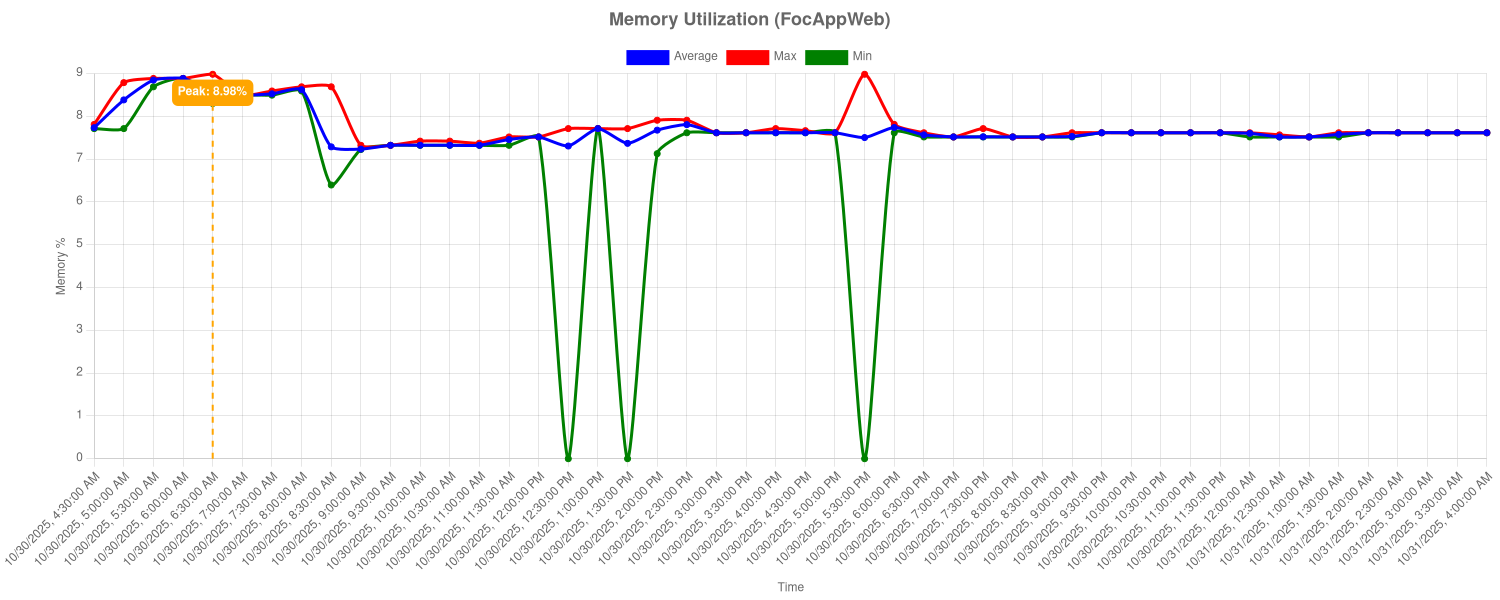 Memory Utilization (FocAppWeb)
Average Max Min
Peak: 8.98%
9
8
7
6
5
4
3
2
1
0
Memory %
10/30/2025, 4:30:00 AM
10/30/2025, 5:00:00 AM
10/30/2025, 5:30:00 AM
10/30/2025, 6:00:00 AM
10/30/2025, 6:30:00 AM
10/30/2025, 7:00:00 AM
10/30/2025, 7:30:00 AM
10/30/2025, 8:00:00 AM
10/30/2025, 8:30:00 AM
10/30/2025, 9:00:00 AM
10/30/2025, 9:30:00 AM
10/30/2025, 10:00:00 AM
10/30/2025, 10:30:00 AM
10/30/2025, 11:00:00 AM
10/30/2025, 11:30:00 AM
10/30/2025, 12:00:00 PM
10/30/2025, 12:30:00 PM
10/30/2025, 1:00:00 PM
10/30/2025, 1:30:00 PM
10/30/2025, 2:00:00 PM
10/30/2025, 2:30:00 PM
10/30/2025, 3:00:00 PM
10/30/2025, 3:30:00 PM
10/30/2025, 4:00:00 PM
10/30/2025, 4:30:00 PM
10/30/2025, 5:00:00 PM
10/30/2025, 5:30:00 PM
10/30/2025, 6:00:00 PM
10/30/2025, 6:30:00 PM
10/30/2025, 7:00:00 PM
10/30/2025, 7:30:00 PM
10/30/2025, 8:00:00 PM
10/30/2025, 8:30:00 PM
10/30/2025, 9:00:00 PM
10/30/2025, 9:30:00 PM
10/30/2025, 10:00:00 PM
10/30/2025, 10:30:00 PM
10/30/2025, 11:00:00 PM
10/30/2025, 11:30:00 PM
10/31/2025, 12:00:00 AM
10/31/2025, 12:30:00 AM
10/31/2025, 1:00:00 AM
10/31/2025, 1:30:00 AM
10/31/2025, 2:00:00 AM
10/31/2025, 2:30:00 AM
10/31/2025, 3:00:00 AM
10/31/2025, 3:30:00 AM
10/31/2025, 4:00:00 AM
Time